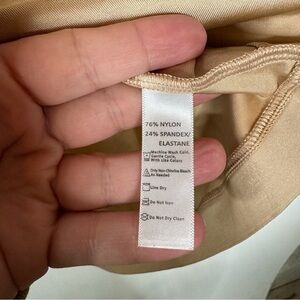 76% NYLON
24% SPANDEX/
ELASTANE
Machine Wash Cold,
Gentle Cycle,
With Like Colors
Only Non-Chlorine Bleach
As Needed
Line Dry
Do Not Iron
Do Not Dry Clean